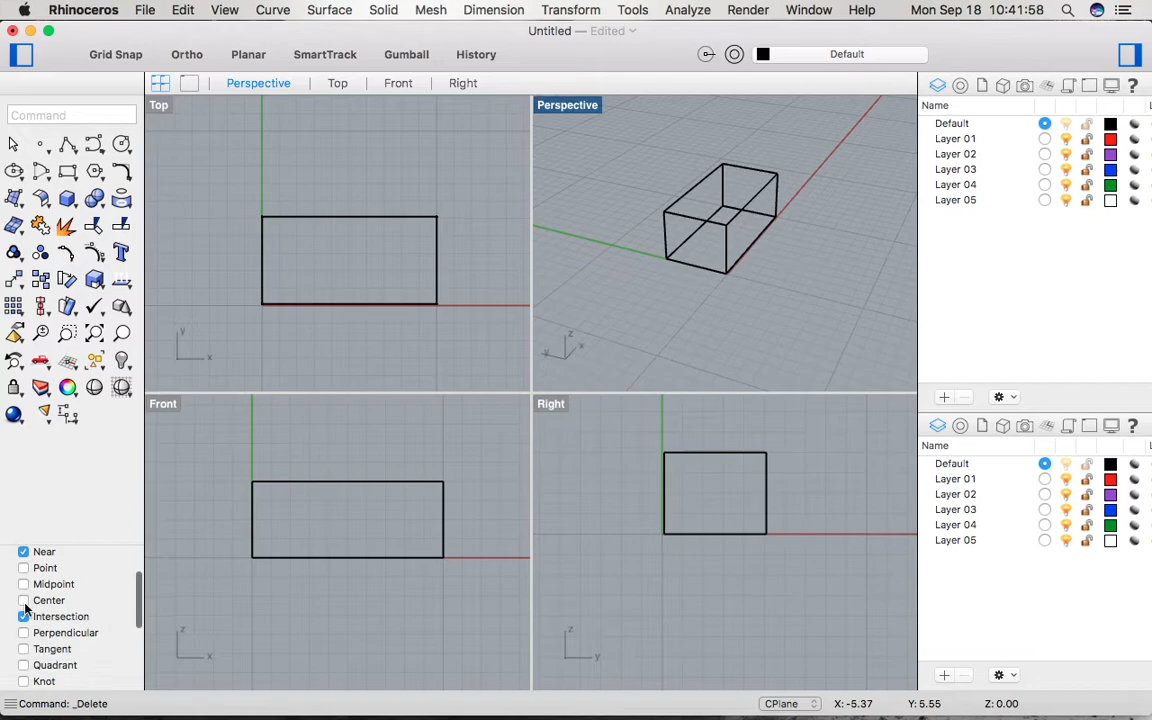 Rhinoceros File Edit View Curve Surface Solid Mesh Dimension Transform Tools Analyze Render Window Help Mon Sep 18 10:41:58
Untitled — Edited
Grid Snap Ortho Planar SmartTrack Gumball History Default
Perspective Top Front Right
Command
Top
Perspective
Front
Right
y
x
z
y
x
z
x
z
y
Near
Point
Midpoint
Center
Intersection
Perpendicular
Tangent
Quadrant
Knot
Name L
Default
Layer 01
Layer 02
Layer 03
Layer 04
Layer 05
Name L
Default
Layer 01
Layer 02
Layer 03
Layer 04
Layer 05
Command: _Delete CPlane X: -5.37 Y: 5.55 Z: 0.00